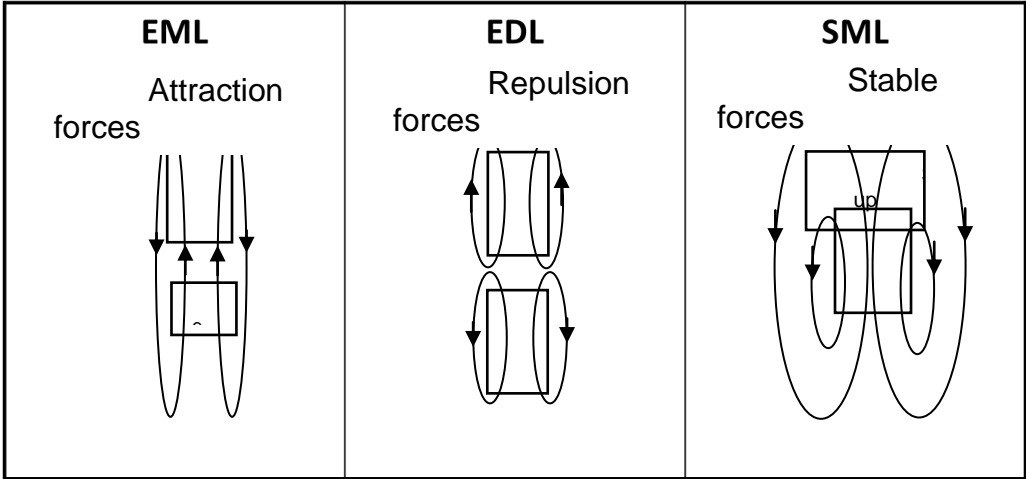 EML
Attraction
forces
EDL
Repulsion
forces
SML
Stable
forces
up